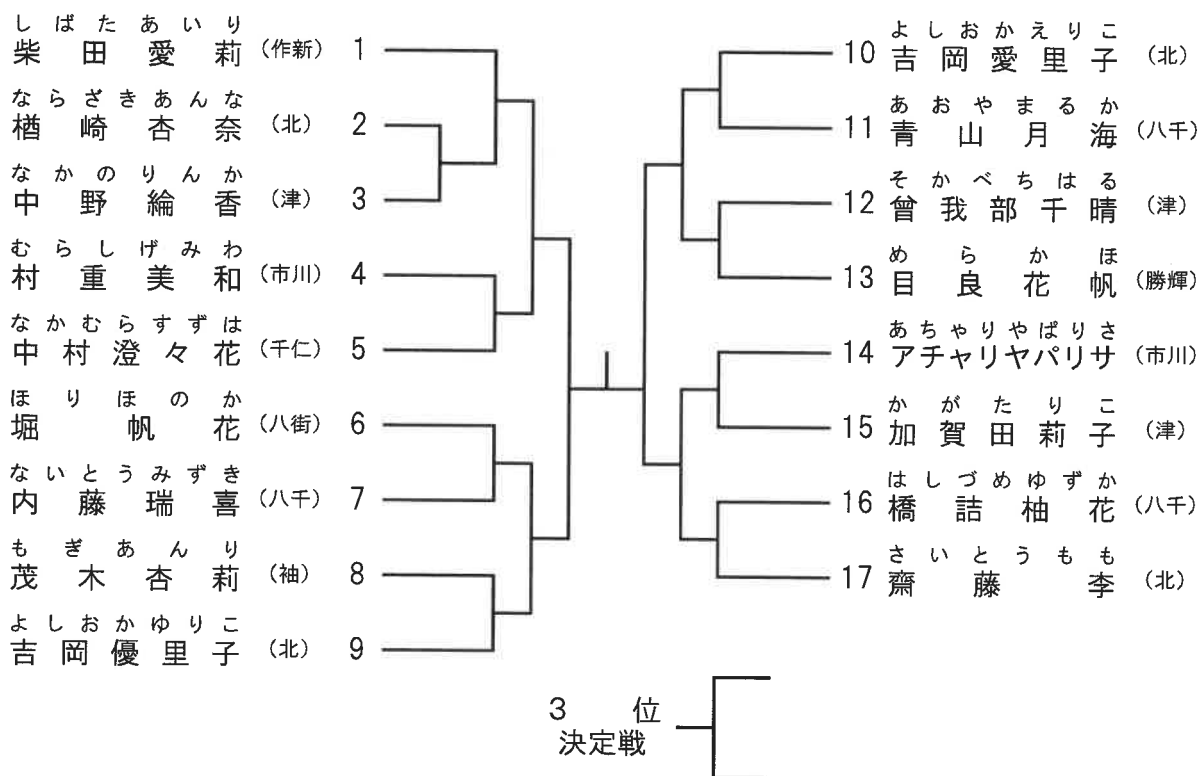 しばたあいり
柴田愛莉 (作新) 1
ならざきあんな
楢崎杏奈 (北) 2
なかのりんか
中野綸香 (津) 3
むらしげみわ
村重美和 (市川) 4
なかむらすずは
中村澄々花 (千仁) 5
ほりほのか
堀帆花 (八街) 6
ないとうみずき
内藤瑞喜 (八千) 7
もぎあんり
茂木杏莉 (袖) 8
よしおかゆりこ
吉岡優里子 (北) 9
よしおかえりこ
10 吉岡愛里子 (北)
あおやまるか
11 青山月海 (八千)
そかべちはる
12 曾我部千晴 (津)
めらかほ
13 目良花帆 (勝輝)
あちゃりやぱりさ
14 アチャリヤパリサ (市川)
かがたりこ
15 加賀田莉子 (津)
はしづめゆずか
16 橋詰柚花 (八千)
さいとうもも
17 齋藤李 (北)
3位
決定戦